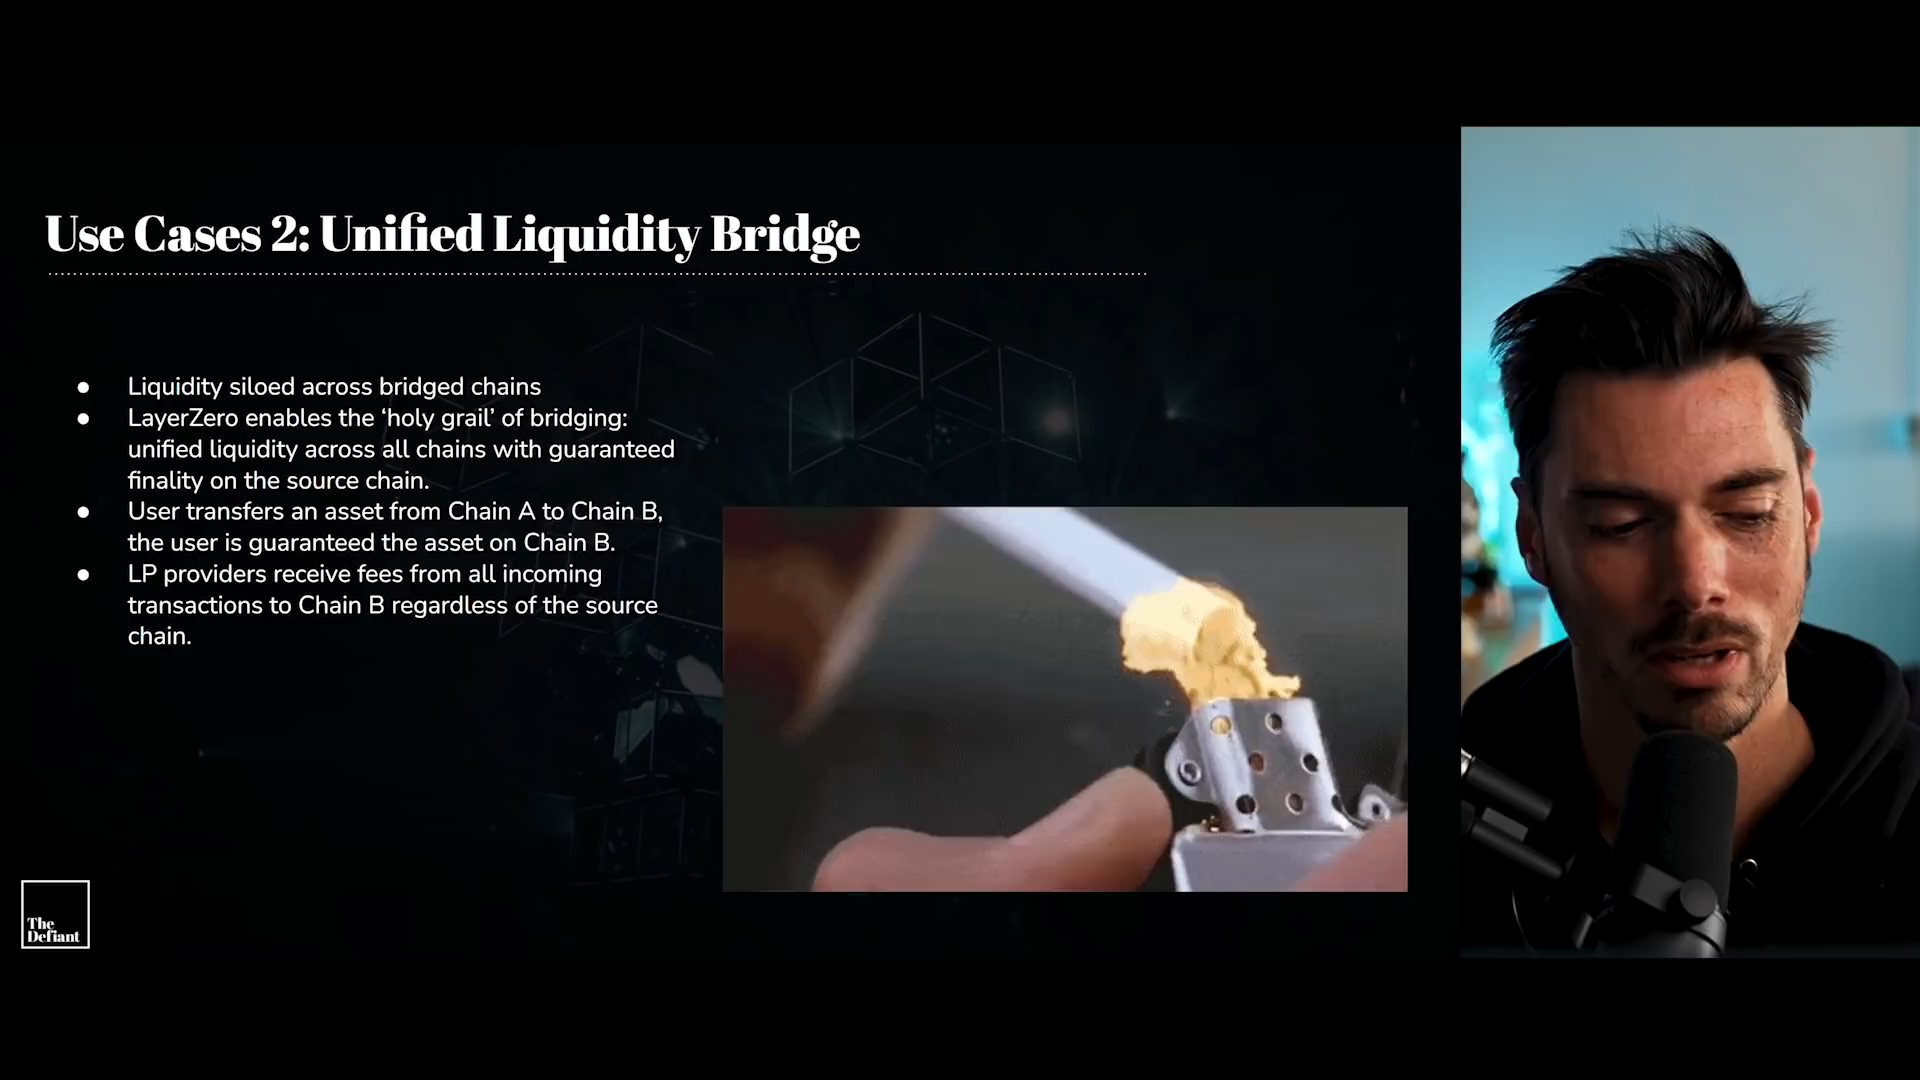 Use Cases 2: Unified Liquidity Bridge
● Liquidity siloed across bridged chains
● LayerZero enables the ‘holy grail’ of bridging:
unified liquidity across all chains with guaranteed
finality on the source chain.
● User transfers an asset from Chain A to Chain B,
the user is guaranteed the asset on Chain B.
● LP providers receive fees from all incoming
transactions to Chain B regardless of the source
chain.
The
Defiant